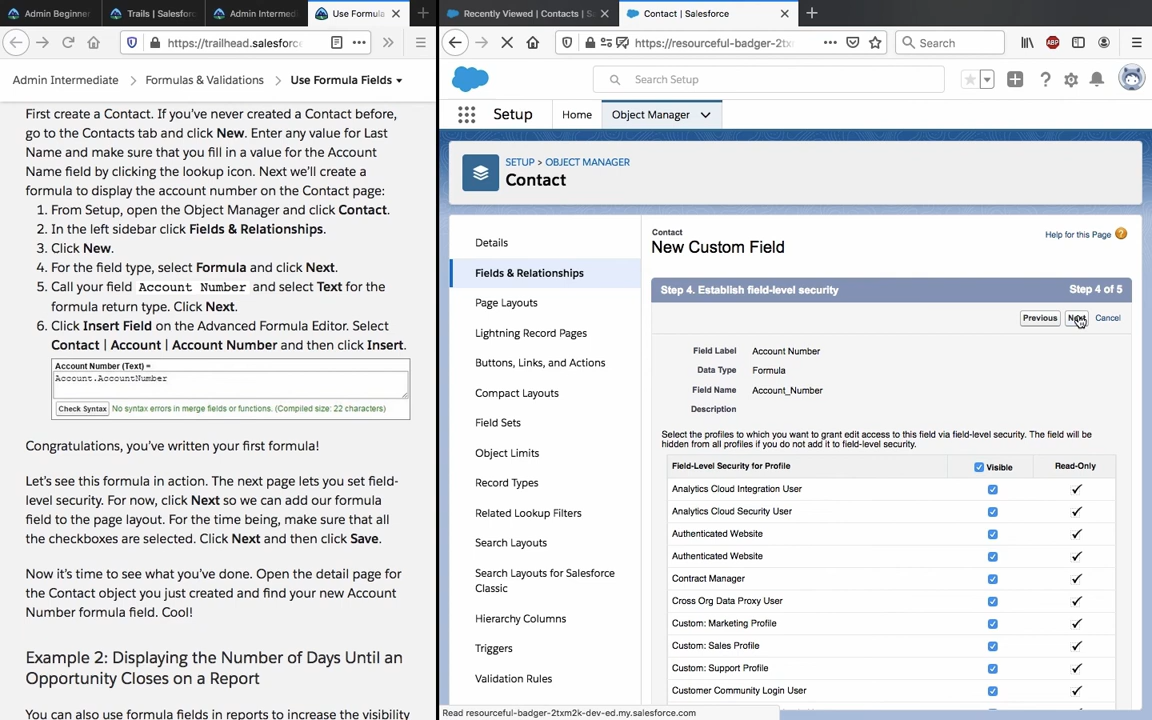 Admin Beginner
Trails | Salesforc
Admin Intermedi
Use Formula
Recently Viewed | Contacts | S
Contact | Salesforce
https://trailhead.salesforce
https://resourceful-badger-2txr
Search
ABP
Admin Intermediate
Formulas & Validations
Use Formula Fields
First create a Contact. If you've never created a Contact before,
go to the Contacts tab and click New. Enter any value for Last
Name and make sure that you fill in a value for the Account
Name field by clicking the lookup icon. Next we'll create a
formula to display the account number on the Contact page:
1. From Setup, open the Object Manager and click Contact.
2. In the left sidebar click Fields & Relationships.
3. Click New.
4. For the field type, select Formula and click Next.
5. Call your field Account Number and select Text for the
formula return type. Click Next.
6. Click Insert Field on the Advanced Formula Editor. Select
Contact | Account | Account Number and then click Insert.
Account Number (Text) =
Account.AccountNumber
Check Syntax No syntax errors in merge fields or functions. (Compiled size: 22 characters)
Congratulations, you've written your first formula!
Let's see this formula in action. The next page lets you set field-
level security. For now, click Next so we can add our formula
field to the page layout. For the time being, make sure that all
the checkboxes are selected. Click Next and then click Save.
Now it's time to see what you've done. Open the detail page for
the Contact object you just created and find your new Account
Number formula field. Cool!
Example 2: Displaying the Number of Days Until an
Opportunity Closes on a Report
You can also use formula fields in reports to increase the visibility
Search Setup
Setup
Home
Object Manager
SETUP > OBJECT MANAGER
Contact
Details
Fields & Relationships
Page Layouts
Lightning Record Pages
Buttons, Links, and Actions
Compact Layouts
Field Sets
Object Limits
Record Types
Related Lookup Filters
Search Layouts
Search Layouts for Salesforce
Classic
Hierarchy Columns
Triggers
Validation Rules
Contact
New Custom Field
Help for this Page
Step 4. Establish field-level security
Step 4 of 5
Previous
Next
Cancel
Field Label Account Number
Data Type Formula
Field Name Account_Number
Description
Select the profiles to which you want to grant edit access to this field via field-level security. The field will be
hidden from all profiles if you do not add it to field-level security.
Field-Level Security for Profile
Visible
Read-Only
Analytics Cloud Integration User
Analytics Cloud Security User
Authenticated Website
Authenticated Website
Contract Manager
Cross Org Data Proxy User
Custom: Marketing Profile
Custom: Sales Profile
Custom: Support Profile
Customer Community Login User
Read resourceful-badger-2txm2k-dev-ed.my.salesforce.com